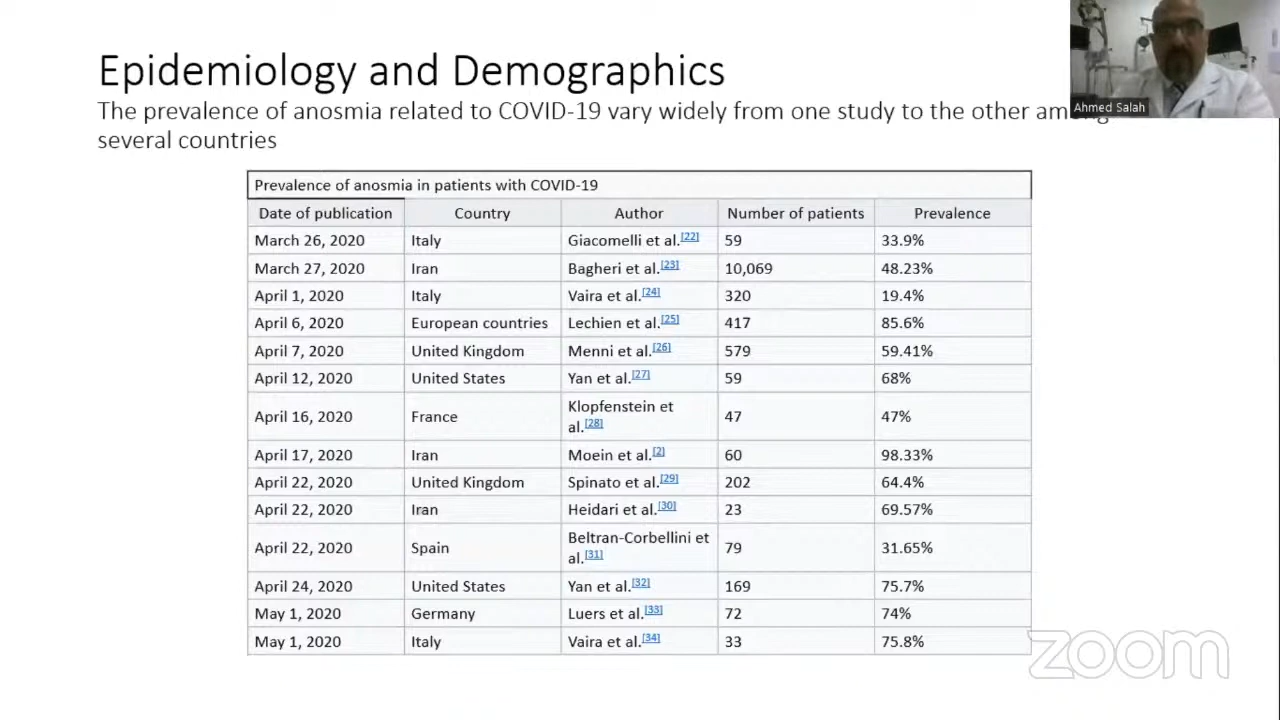 Epidemiology and Demographics
The prevalence of anosmia related to COVID-19 vary widely from one study to the other among
several countries
Ahmed Salah
Prevalence of anosmia in patients with COVID-19
Date of publication Country Author Number of patients Prevalence
March 26, 2020 Italy Giacomelli et al.[22] 59 33.9%
March 27, 2020 Iran Bagheri et al.[23] 10,069 48.23%
April 1, 2020 Italy Vaira et al.[24] 320 19.4%
April 6, 2020 European countries Lechien et al.[25] 417 85.6%
April 7, 2020 United Kingdom Menni et al.[26] 579 59.41%
April 12, 2020 United States Yan et al.[27] 59 68%
April 16, 2020 France Klopfenstein et
al.[28] 47 47%
April 17, 2020 Iran Moein et al.[2] 60 98.33%
April 22, 2020 United Kingdom Spinato et al.[29] 202 64.4%
April 22, 2020 Iran Heidari et al.[30] 23 69.57%
April 22, 2020 Spain Beltran-Corbellini et
al.[31] 79 31.65%
April 24, 2020 United States Yan et al.[32] 169 75.7%
May 1, 2020 Germany Luers et al.[33] 72 74%
May 1, 2020 Italy Vaira et al.[34] 33 75.8%
zoom